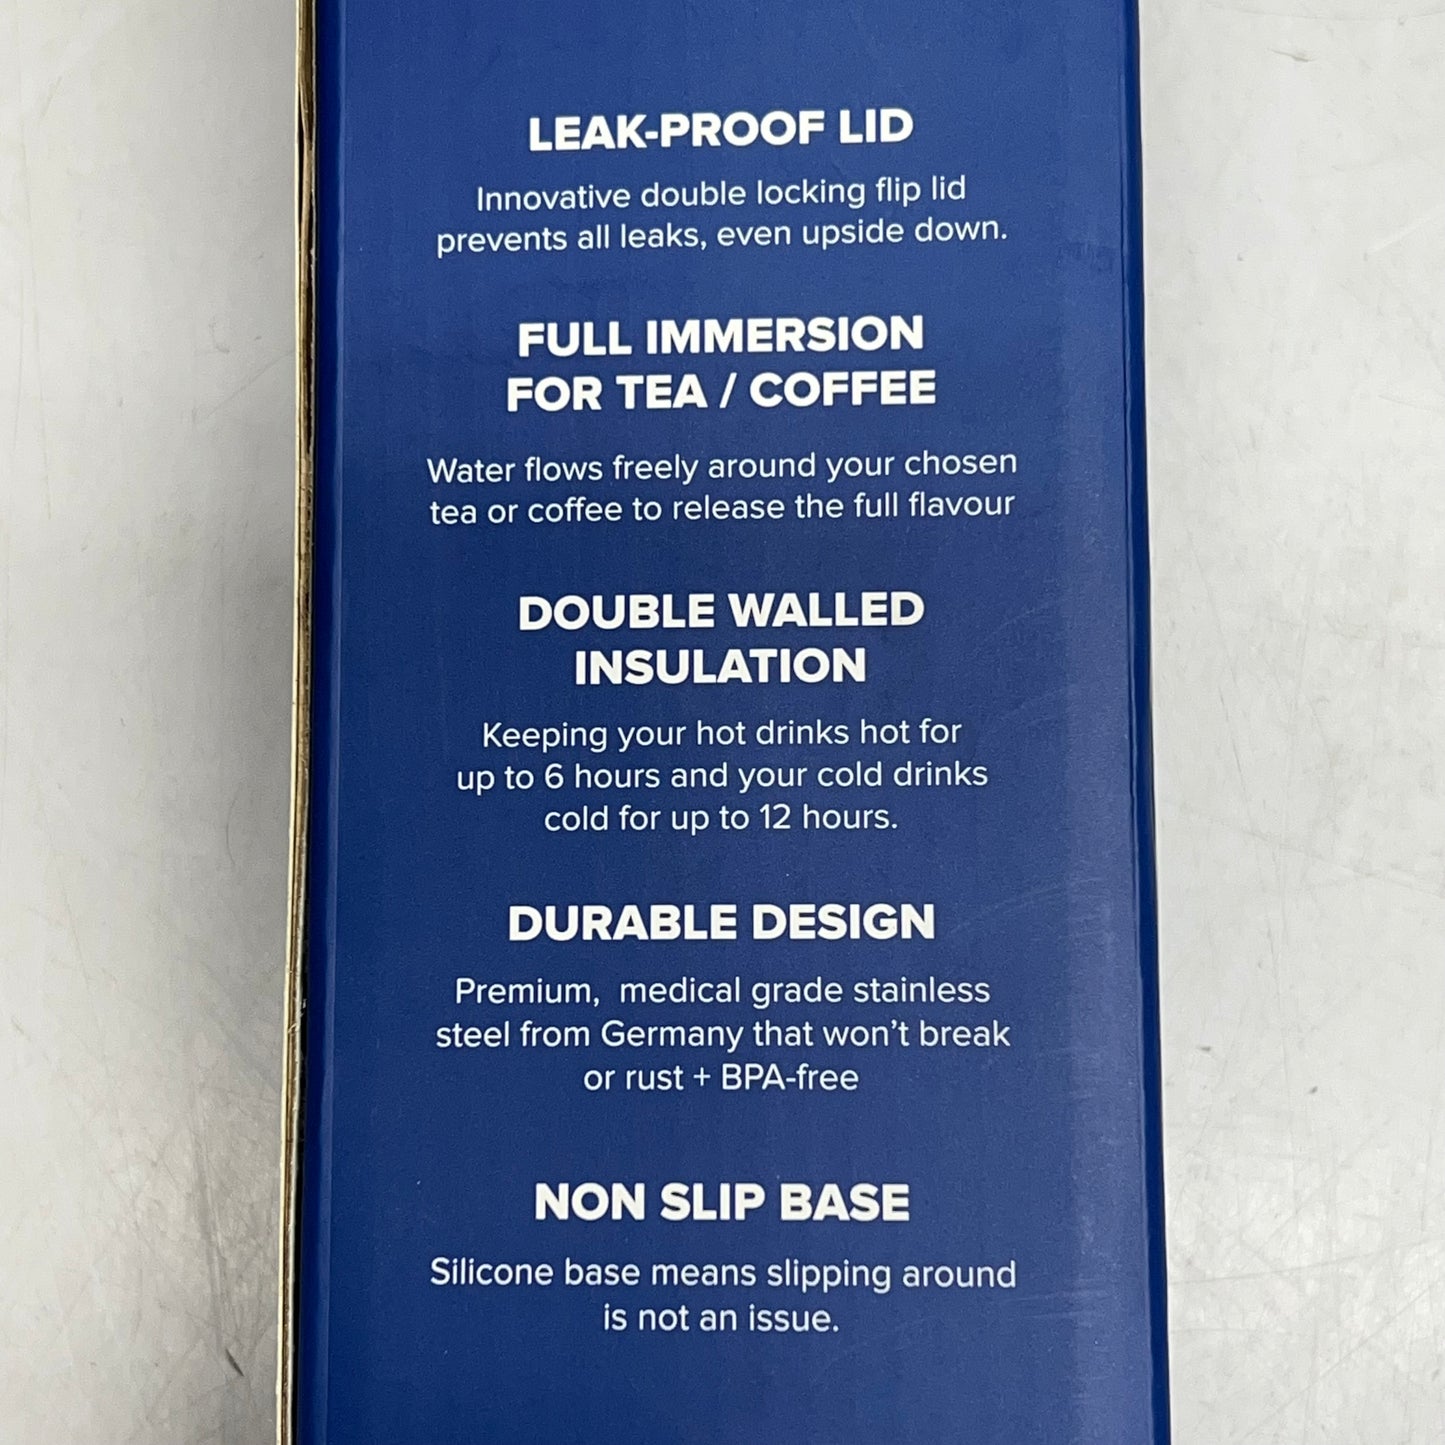 LEAK-PROOF LID
Innovative double locking flip lid
prevents all leaks, even upside down.
FULL IMMERSION
FOR TEA / COFFEE
Water flows freely around your chosen
tea or coffee to release the full flavour
DOUBLE WALLED
INSULATION
Keeping your hot drinks hot for
up to 6 hours and your cold drinks
cold for up to 12 hours.
DURABLE DESIGN
Premium,  medical grade stainless
steel from Germany that won’t break
or rust + BPA-free
NON SLIP BASE
Silicone base means slipping around
is not an issue.